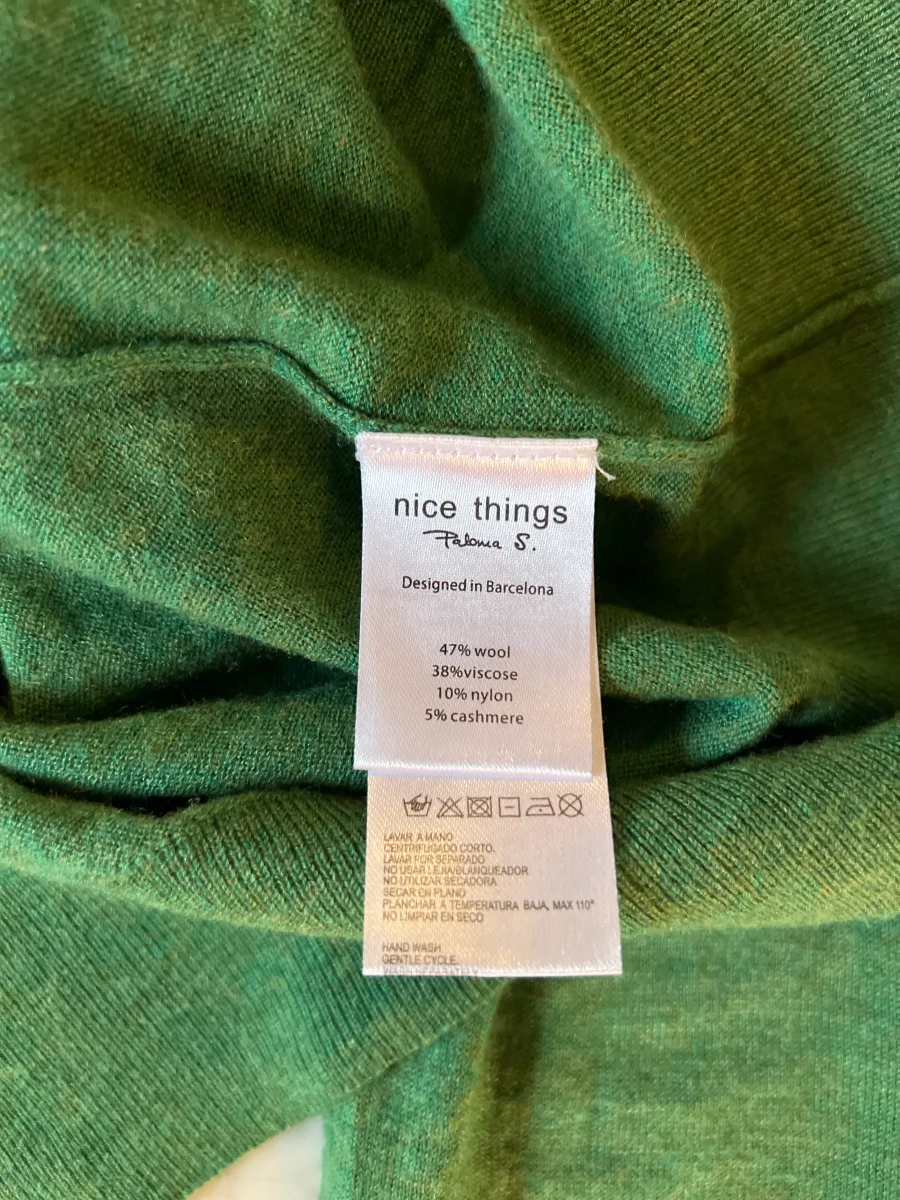 nice things
Paloma S.
Designed in Barcelona
47% wool
38%viscose
10% nylon
5% cashmere
LAVAR A MANO
CENTRIFUGADO CORTO.
LAVAR POR SEPARADO
NO USAR LEJIA/BLANQUEADOR
NO UTILIZAR SECADORA
SECAR EN PLANO
PLANCHAR A TEMPERATURA BAJA, MAX 110°
NO LIMPIAR EN SECO
HAND WASH
GENTLE CYCLE.